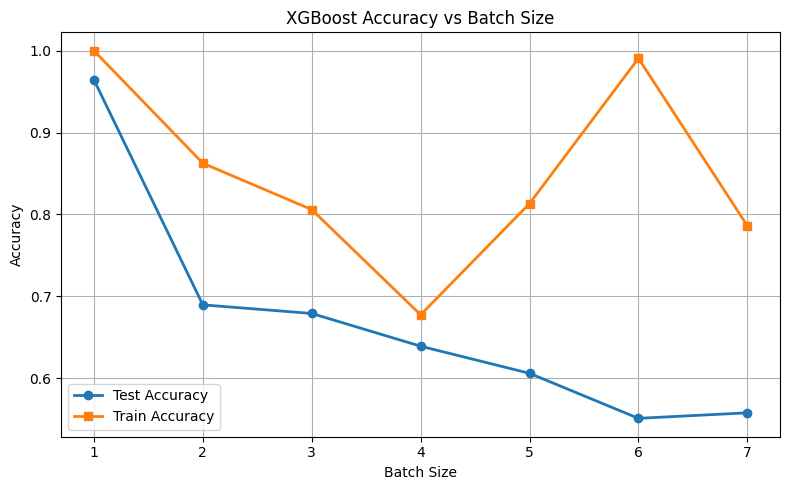 XGBoost Accuracy vs Batch Size
1.0
0.9
0.8
0.7
0.6
Accuracy
Test Accuracy
Train Accuracy
1 2 3 4 5 6 7
Batch Size